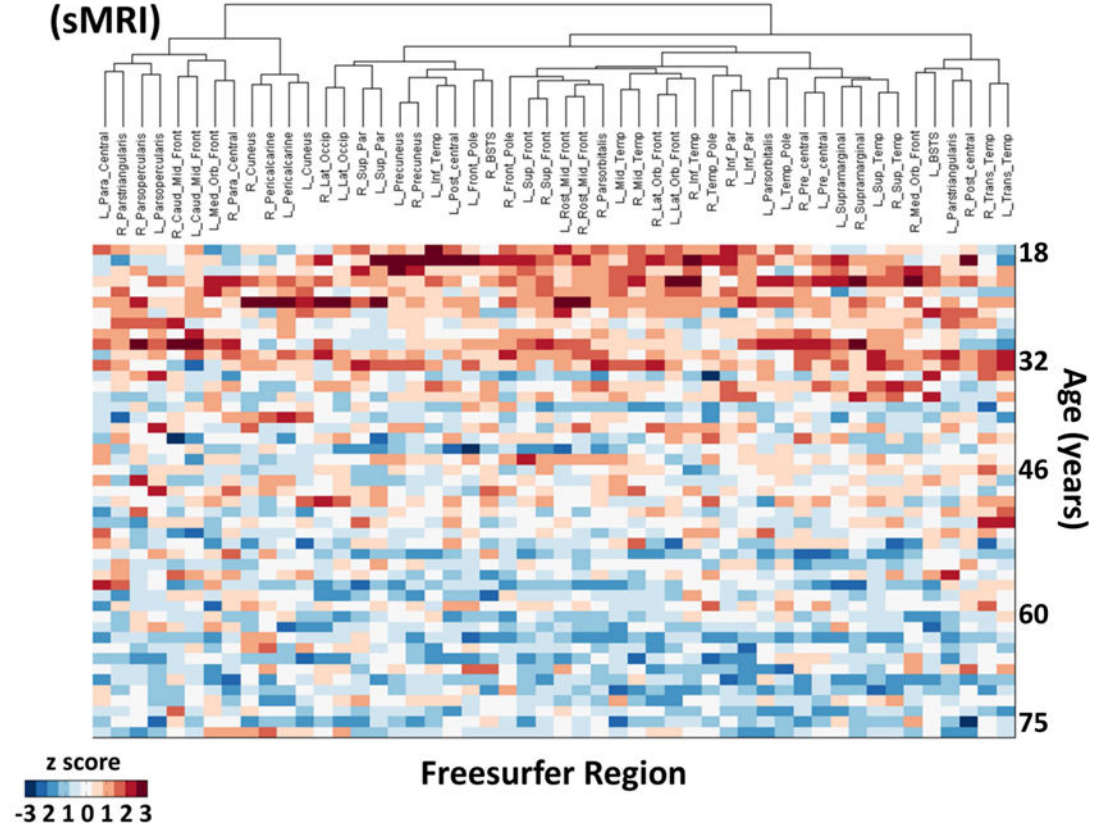 (sMRI)
L_Para_Central
R_Parstriangularis
R_Parsopercularis
L_Parsopercularis
R_Caud_Mid_Front
L_Caud_Mid_Front
L_Med_Orb_Front
R_Para_Central
R_Cuneus
R_Pericalcarine
L_Pericalcarine
L_Cuneus
R_Lat_Occip
L_Lat_Occip
R_Sup_Par
L_Sup_Par
L_Precuneus
R_Precuneus
L_Inf_Temp
L_Post_central
L_Front_Pole
R_BSTS
R_Front_Pole
L_Sup_Front
R_Sup_Front
L_Rost_Mid_Front
R_Rost_Mid_Front
R_Parsorbitalis
L_Mid_Temp
R_Mid_Temp
R_Lat_Orb_Front
L_Lat_Orb_Front
R_Inf_Temp
R_Temp_Pole
R_Inf_Par
L_Inf_Par
L_Parsorbitalis
L_Temp_Pole
R_Pre_central
L_Pre_central
L_Supramarginal
R_Supramarginal
L_Sup_Temp
R_Sup_Temp
R_Med_Orb_Front
L_BSTS
L_Parstriangularis
R_Post_central
R_Trans_Temp
L_Trans_Temp
18
32
46
60
75
Age (years)
Freesurfer Region
z score
-3 2 1 0 1 2 3